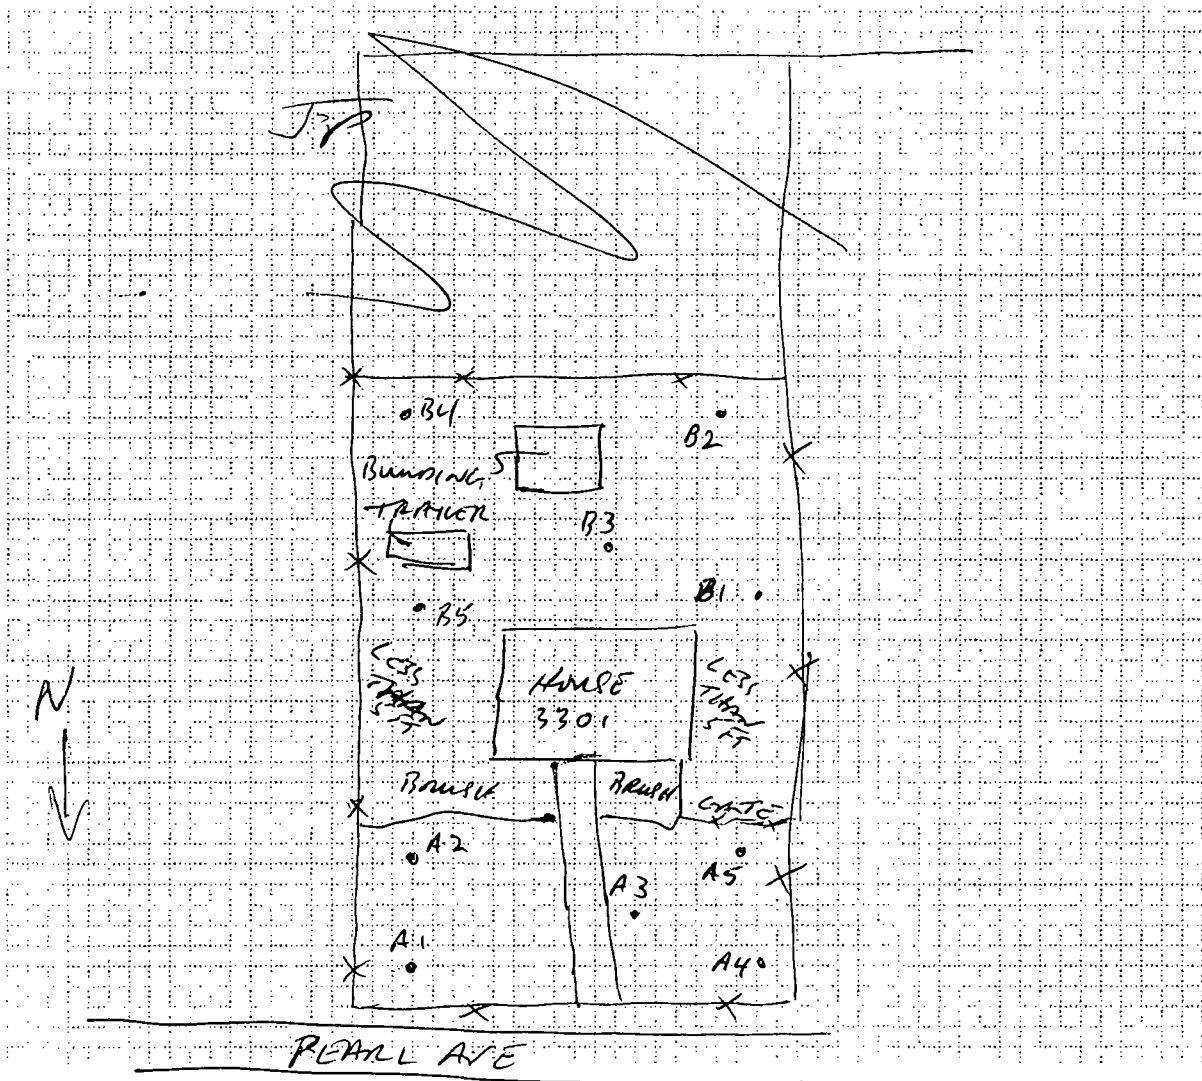 B4
B2
BUILDING
TRAILER
B3
B1
B5
LESS
THAN
5 FT
HOUSE
3301
LESS
THAN
5 FT
N
BRUSH
BRUSH
GATE
A2
A5
A3
A1
A4
PEARL AVE